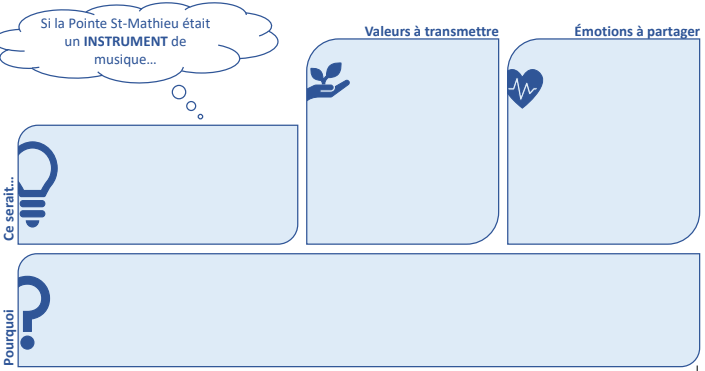 Si la Pointe St-Mathieu était
un INSTRUMENT de
musique...
Valeurs à transmettre
Émotions à partager
Ce serait...
Pourquoi